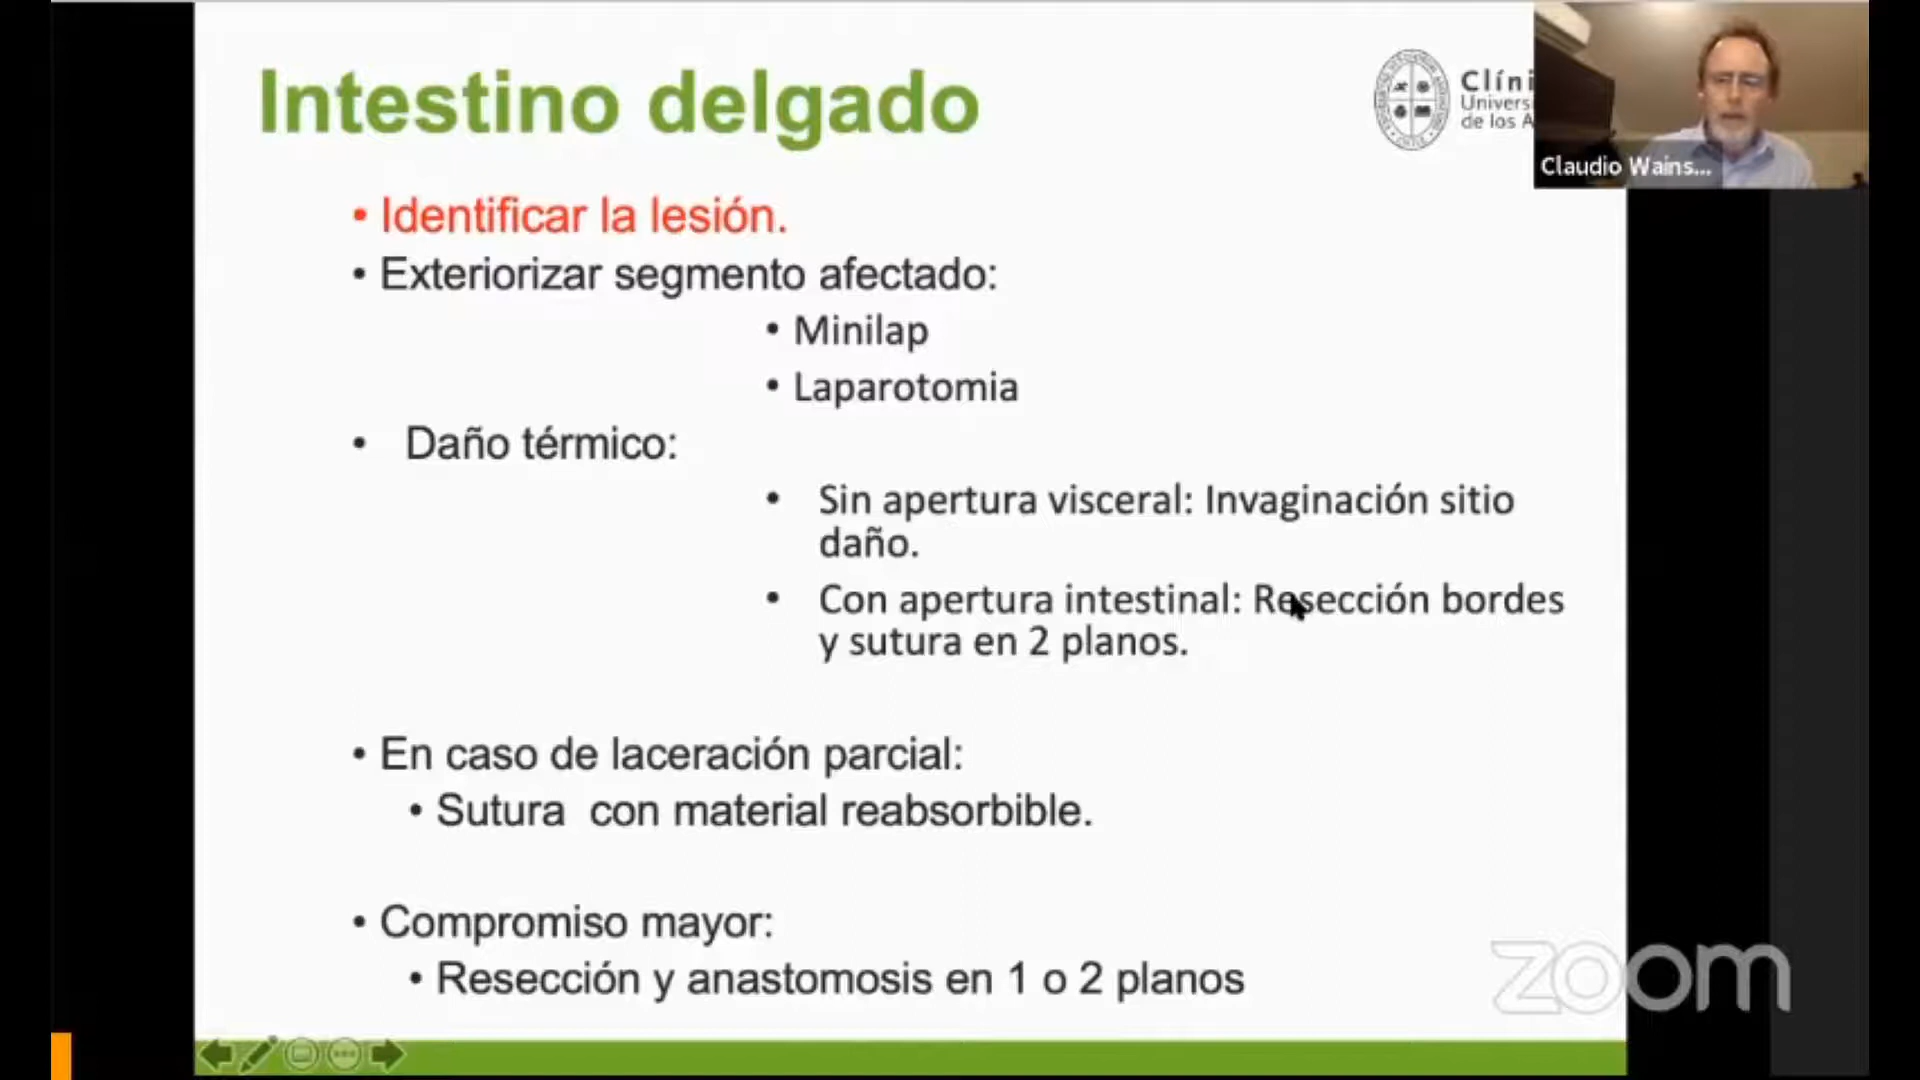 Intestino delgado
Clíni
Univers
de los A
Claudio Wains...
• Identificar la lesión.
• Exteriorizar segmento afectado:
• Minilap
• Laparotomia
• Daño térmico:
• Sin apertura visceral: Invaginación sitio
daño.
• Con apertura intestinal: Resección bordes
y sutura en 2 planos.
• En caso de laceración parcial:
• Sutura con material reabsorbible.
• Compromiso mayor:
• Resección y anastomosis en 1 o 2 planos
zoom